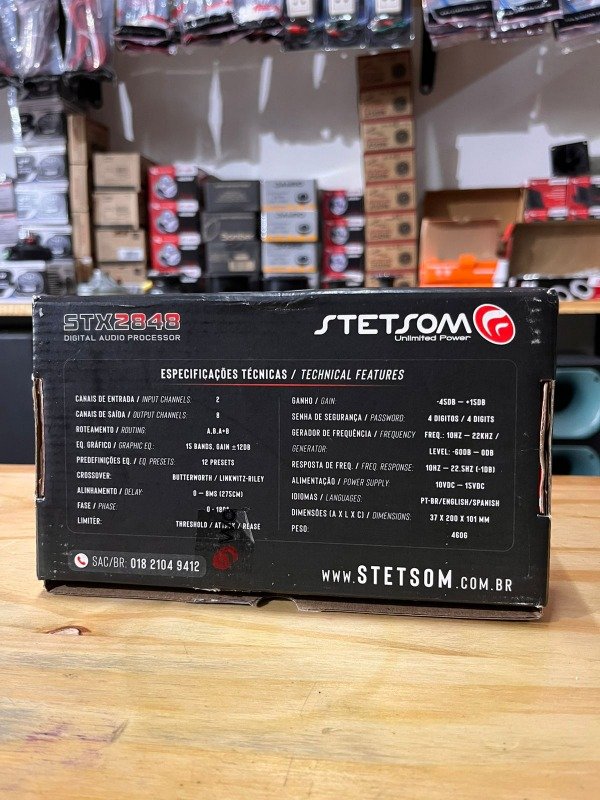 STX2848
DIGITAL AUDIO PROCESSOR
STETSOM
Unlimited Power
ESPECIFICAÇÕES TÉCNICAS / TECHNICAL FEATURES
CANAIS DE ENTRADA / INPUT CHANNELS: 2
CANAIS DE SAÍDA / OUTPUT CHANNELS: 8
ROTEAMENTO / ROUTING: A,B,A+B
EQ. GRÁFICO / GRAPHIC EQ.: 15 BANDS, GAIN ±12DB
PREDEFINIÇÕES EQ. / EQ. PRESETS: 12 PRESETS
CROSSOVER: BUTTERWORTH / LINKWITZ-RILEY
ALINHAMENTO / DELAY: 0 – 8MS (275CM)
FASE / PHASE: 0 - 180º
LIMITER: THRESHOLD / ATTACK / REASE
GANHO / GAIN: -45DB – +15DB
SENHA DE SEGURANÇA / PASSWORD: 4 DIGITOS / 4 DIGITS
GERADOR DE FREQUÊNCIA / FREQUENCY FREQ.: 10HZ – 22KHZ /
GENERATOR: LEVEL: -60DB – 0DB
RESPOSTA DE FREQ. / FREQ. RESPONSE: 10HZ – 22.5HZ (-1DB)
ALIMENTAÇÃO / POWER SUPPLY: 10VDC – 15VDC
IDIOMAS / LANGUAGES: PT-BR/ENGLISH/SPANISH
DIMENSÕES (A X L X C) / DIMENSIONS: 37 X 200 X 101 MM
PESO: 460G
SAC/BR: 018 2104 9412
WWW.STETSOM.COM.BR